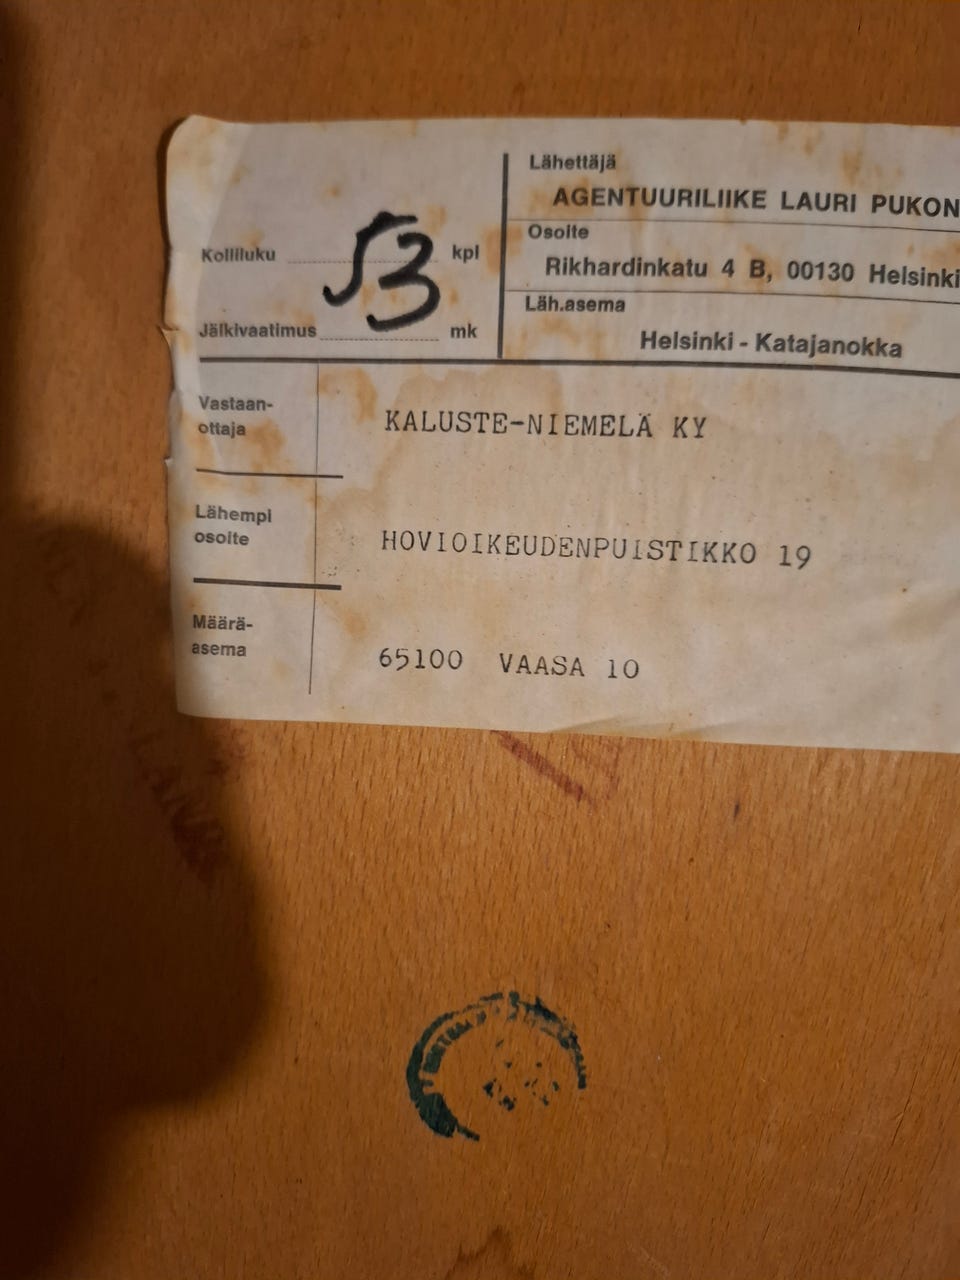 Kolliluku 53 kpl
Jälkivaatimus mk
Lähettäjä
AGENTUURILIIKE LAURI PUKON
Osoite
Rikhardinkatu 4 B, 00130 Helsinki
Läh.asema
Helsinki - Katajanokka
Vastaan-
ottaja
KALUSTE-NIEMELÄ KY
Lähempi
osoite
HOVIOIKEUDENPUISTIKKO 19
Määrä-
asema
65100 VAASA 10